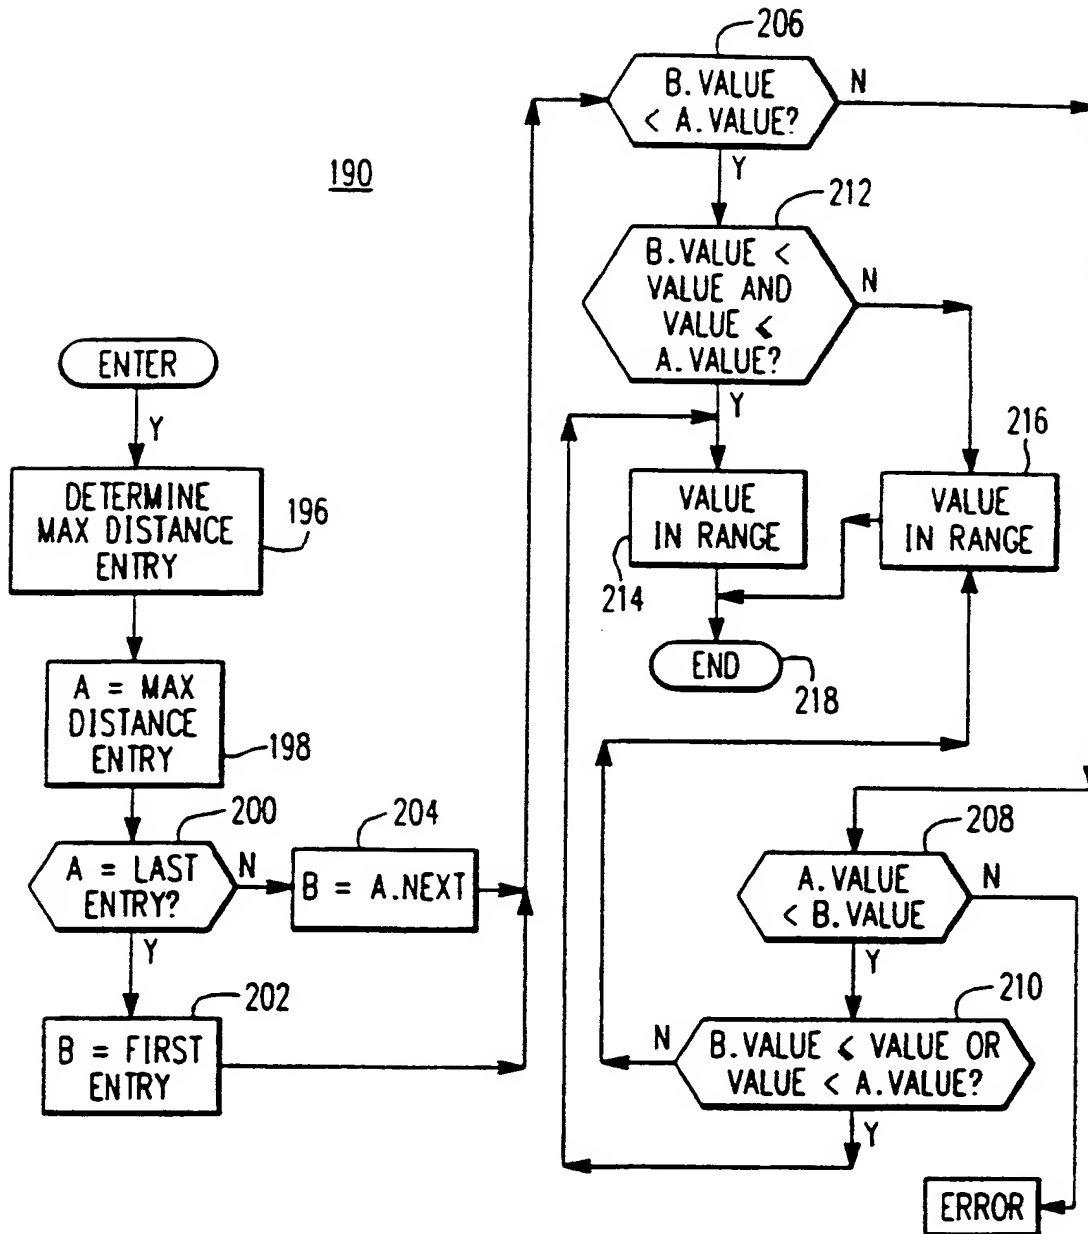 190
ENTER
Y
DETERMINE
MAX DISTANCE
ENTRY
196
A = MAX
DISTANCE
ENTRY
198
200
A = LAST
ENTRY?
N
Y
204
B = A.NEXT
202
B = FIRST
ENTRY
206
B.VALUE
< A.VALUE?
N
Y
212
B.VALUE <
VALUE AND
VALUE <
A.VALUE?
N
Y
VALUE
IN RANGE
214
216
VALUE
IN RANGE
END
218
208
A.VALUE
< B.VALUE
N
Y
210
B.VALUE < VALUE OR
VALUE < A.VALUE?
N
Y
ERROR